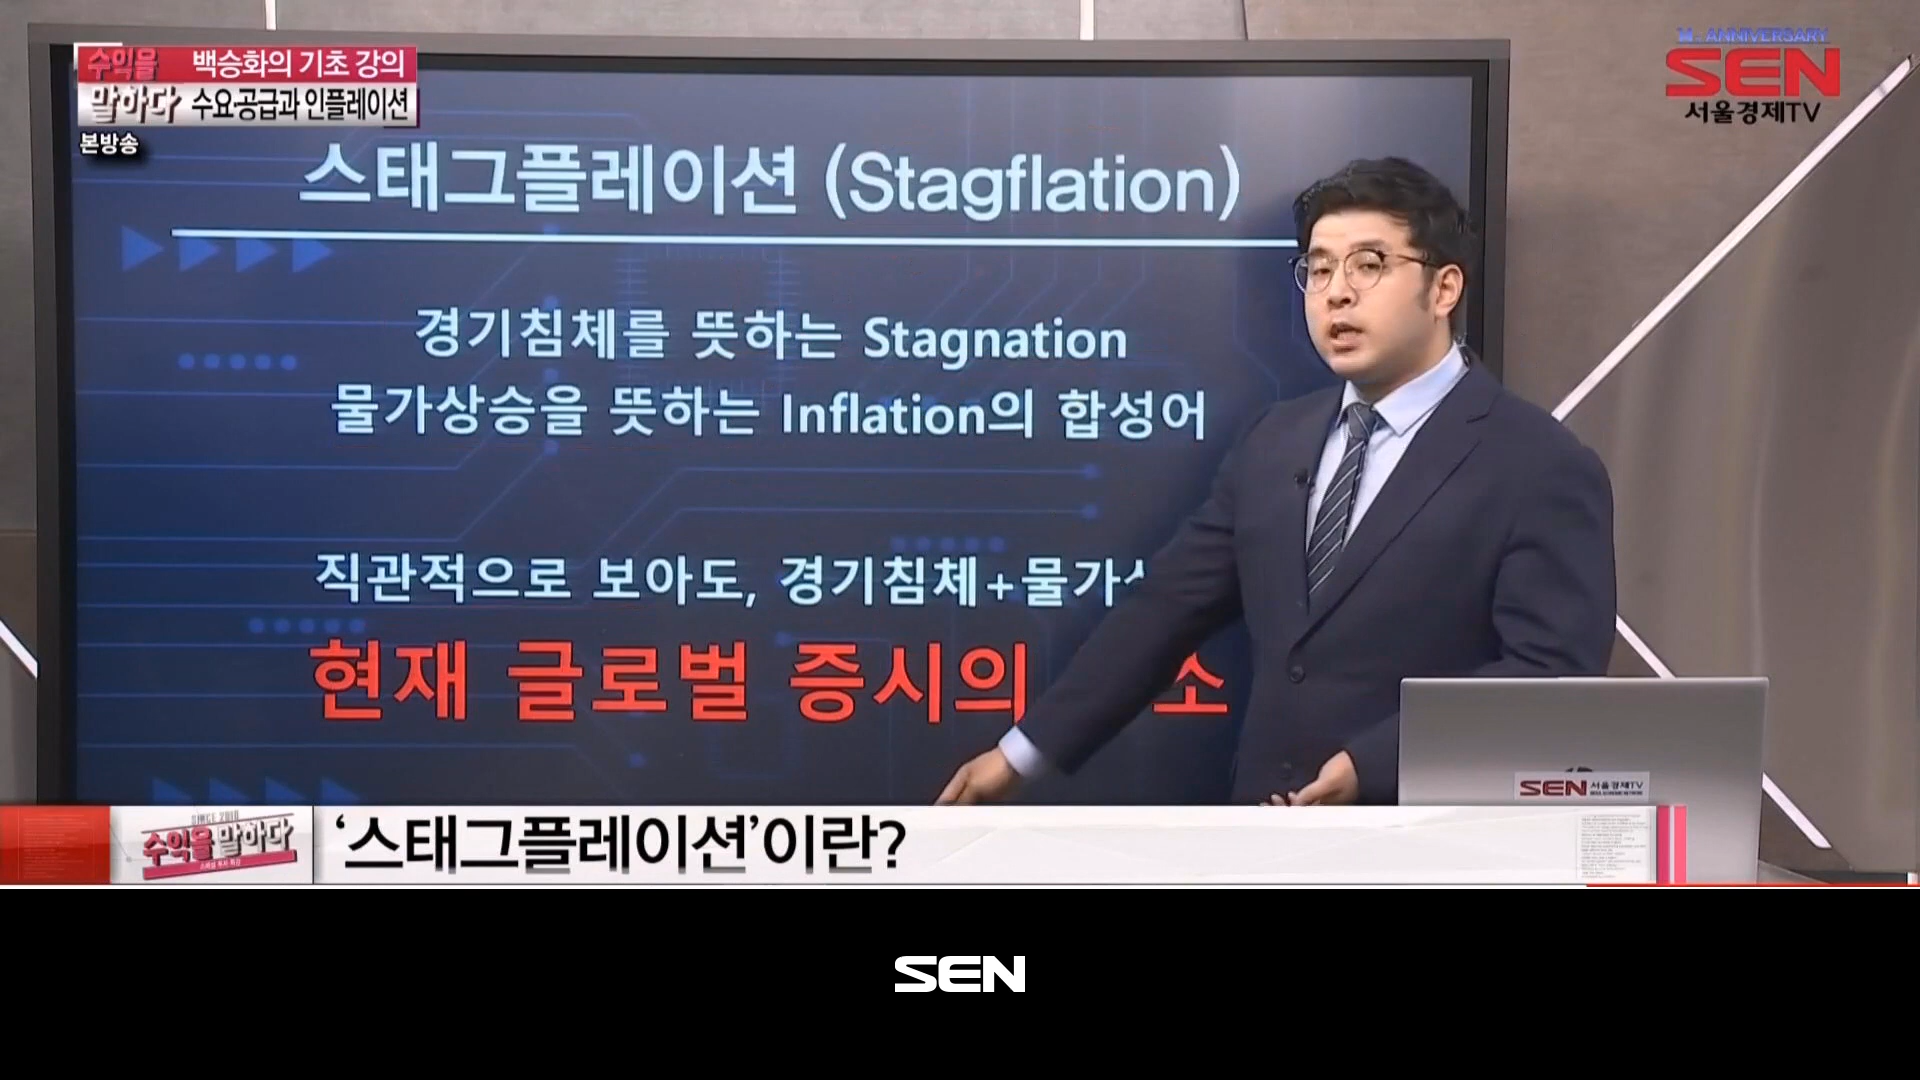 수익을
말하다
백승화의 기초 강의
수요·공급과 인플레이션
본방송
ANNIVERSARY
SEN
서울경제TV
스태그플레이션 (Stagflation)
경기침체를 뜻하는 Stagnation
물가상승을 뜻하는 Inflation의 합성어
직관적으로 보아도, 경기침체+물가
현재 글로벌 증시의 소
SEN 서울경제TV
수익을 말하다
‘스태그플레이션’이란?
SEN